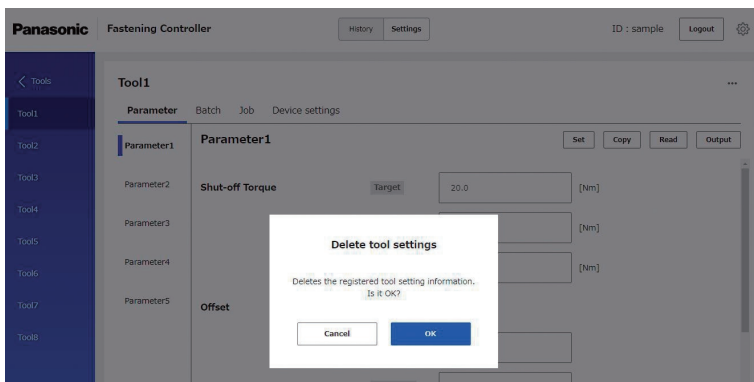 Panasonic
Fastening Controller
History Settings
ID : sample
Logout
Tools
Tool1
Tool2
Tool3
Tool4
Tool5
Tool6
Tool7
Tool8
Tool1
...
Parameter Batch Job Device settings
Parameter1
Parameter2
Parameter3
Parameter4
Parameter5
Parameter1
Set Copy Read Output
Shut-off Torque Target 20.0 [Nm]
[Nm]
[Nm]
Offset
Delete tool settings
Deletes the registered tool setting information.
Is it OK?
Cancel OK